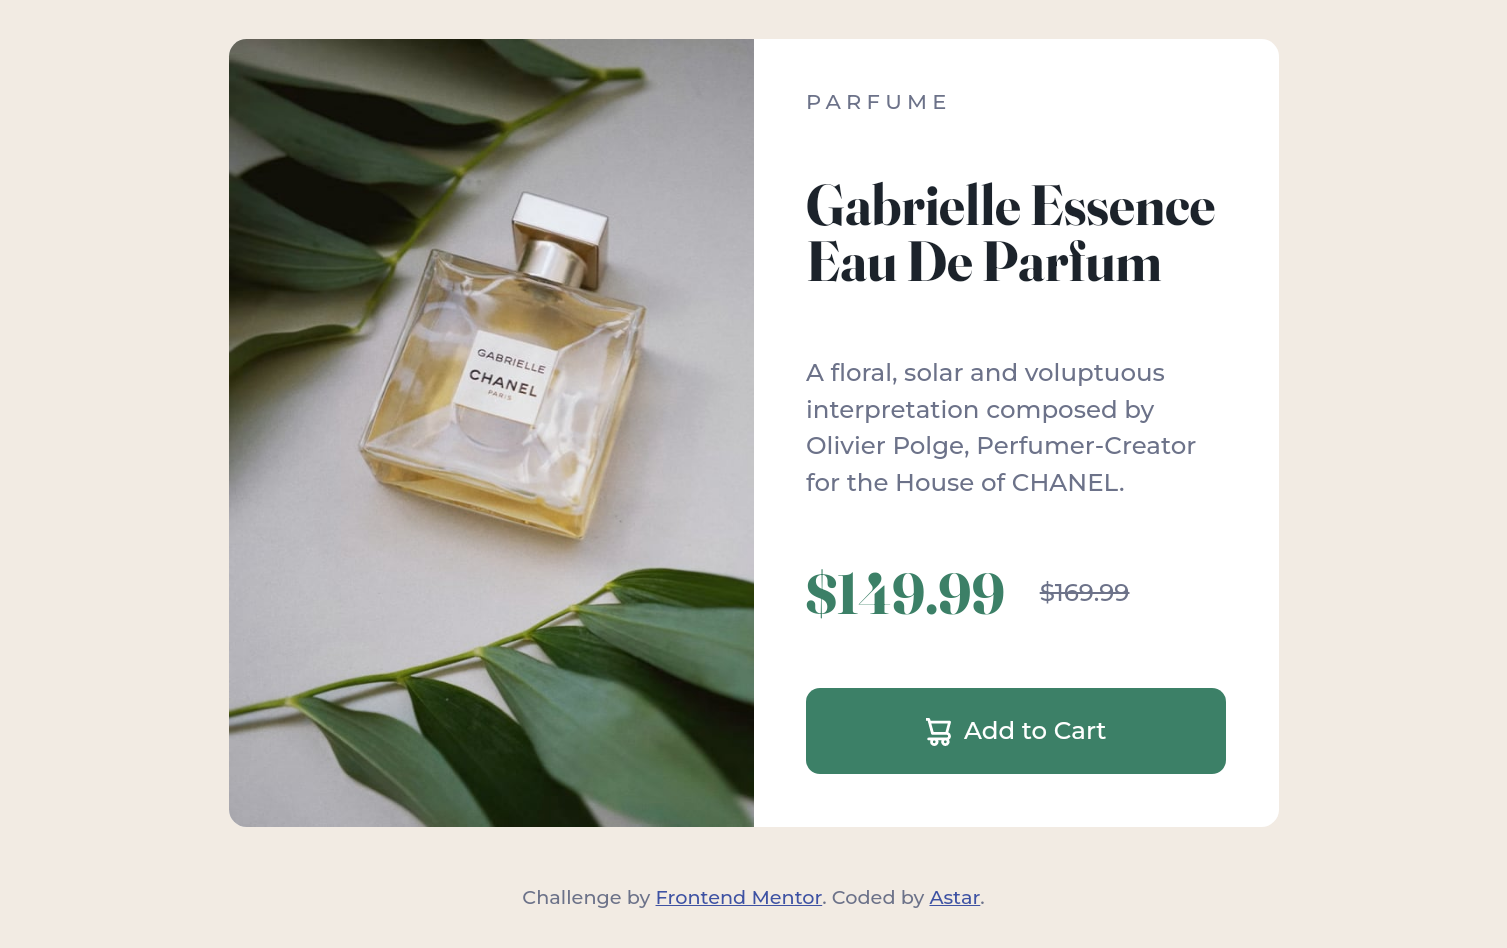 GABRIELLE
CHANEL
PARIS
PARFUME
Gabrielle Essence
Eau De Parfum
A floral, solar and voluptuous
interpretation composed by
Olivier Polge, Perfumer-Creator
for the House of CHANEL.
$149.99 $169.99
Add to Cart
Challenge by Frontend Mentor. Coded by Astar.